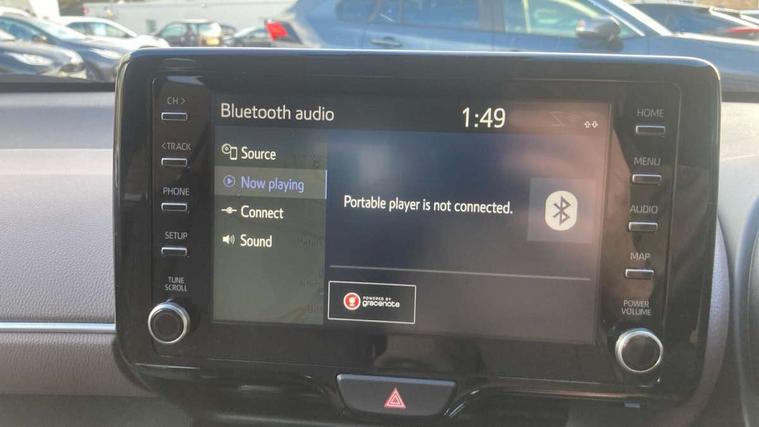 CH >
< TRACK
PHONE
SETUP
TUNE
SCROLL
Bluetooth audio
1:49
Source
Now playing
Connect
Sound
Portable player is not connected.
POWERED BY
gracenote
HOME
MENU
AUDIO
MAP
POWER
VOLUME